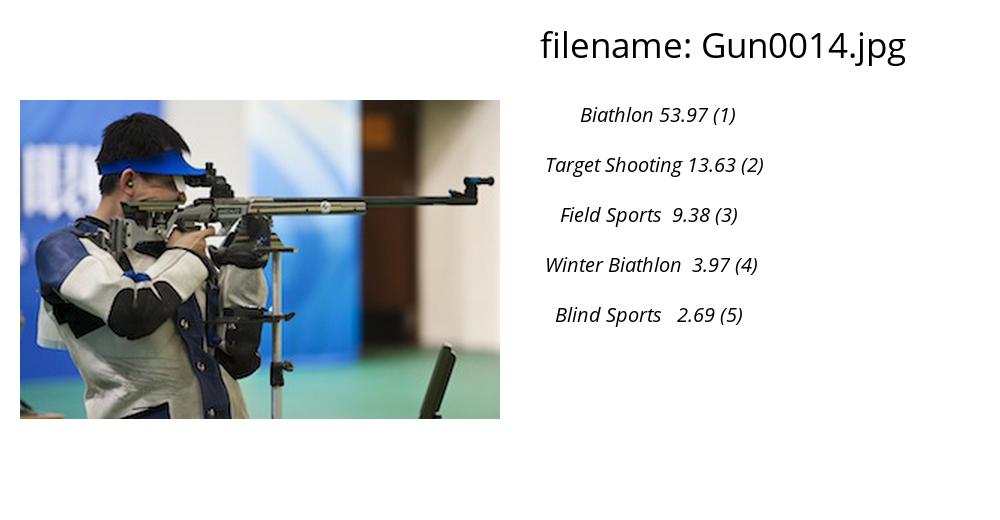 filename: Gun0014.jpg
Biathlon 53.97 (1)
Target Shooting 13.63 (2)
Field Sports 9.38 (3)
Winter Biathlon 3.97 (4)
Blind Sports 2.69 (5)